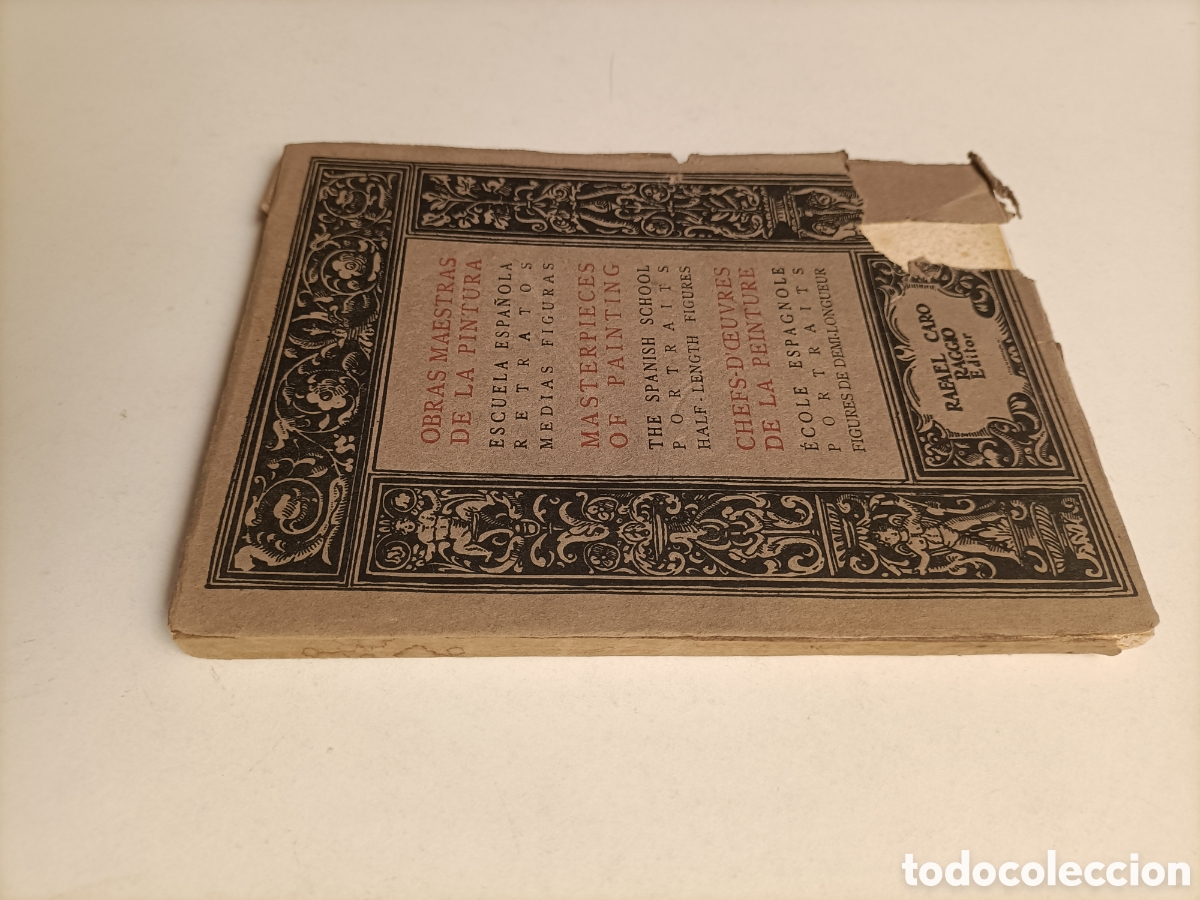 OBRAS MAESTRAS
DE LA PINTURA
ESCUELA ESPAÑOLA
RETRATOS
MEDIAS FIGURAS
MASTERPIECES
OF PAINTING
THE SPANISH SCHOOL
PORTRAITS
HALF-LENGTH FIGURES
CHEFS-D'ŒUVRES
DE LA PEINTURE
ÉCOLE ESPAGNOLE
PORTRAITS
FIGURES DE DEMI-LONGUEUR
RAFAEL CARO
RAGGIO
Editor
todocoleccion